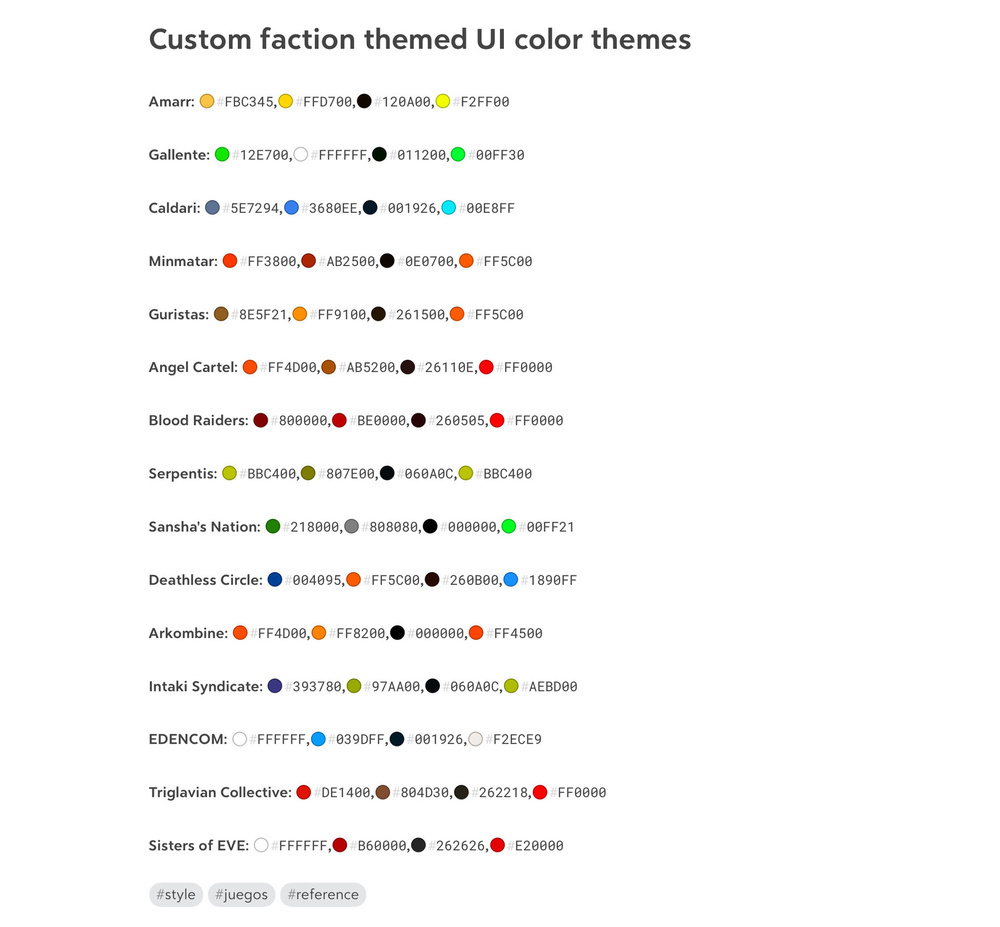 Custom faction themed UI color themes
Amarr: #FBC345, #FFD700, #120A00, #F2FF00
Gallente: #12E700, #FFFFFF, #011200, #00FF30
Caldari: #5E7294, #3680EE, #001926, #00E8FF
Minmatar: #FF3800, #AB2500, #0E0700, #FF5C00
Guristas: #8E5F21, #FF9100, #261500, #FF5C00
Angel Cartel: #FF4D00, #AB5200, #26110E, #FF0000
Blood Raiders: #800000, #BE0000, #260505, #FF0000
Serpentis: #BBC400, #807E00, #060A0C, #BBC400
Sansha's Nation: #218000, #808080, #000000, #00FF21
Deathless Circle: #004095, #FF5C00, #260B00, #1890FF
Arkombine: #FF4D00, #FF8200, #000000, #FF4500
Intaki Syndicate: #393780, #97AA00, #060A0C, #AEBD00
EDENCOM: #FFFFFF, #039DFF, #001926, #F2ECE9
Triglavian Collective: #DE1400, #804D30, #262218, #FF0000
Sisters of EVE: #FFFFFF, #B60000, #262626, #E20000
#style #juegos #reference